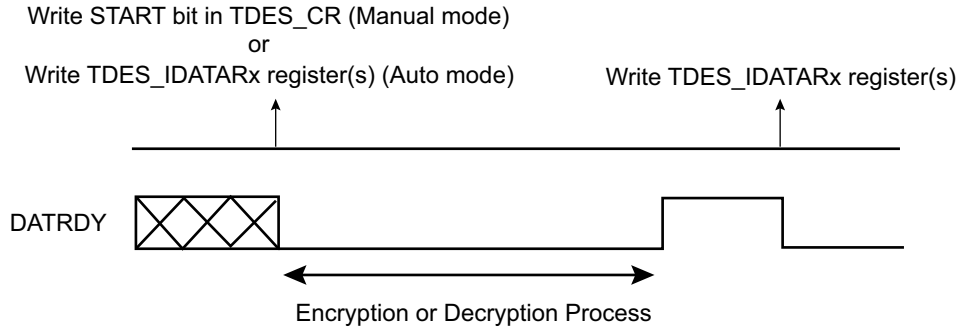 Write START bit in TDES_CR (Manual mode)
or
Write TDES_IDATARx register(s) (Auto mode)
Write TDES_IDATARx register(s)
DATRDY
Encryption or Decryption Process